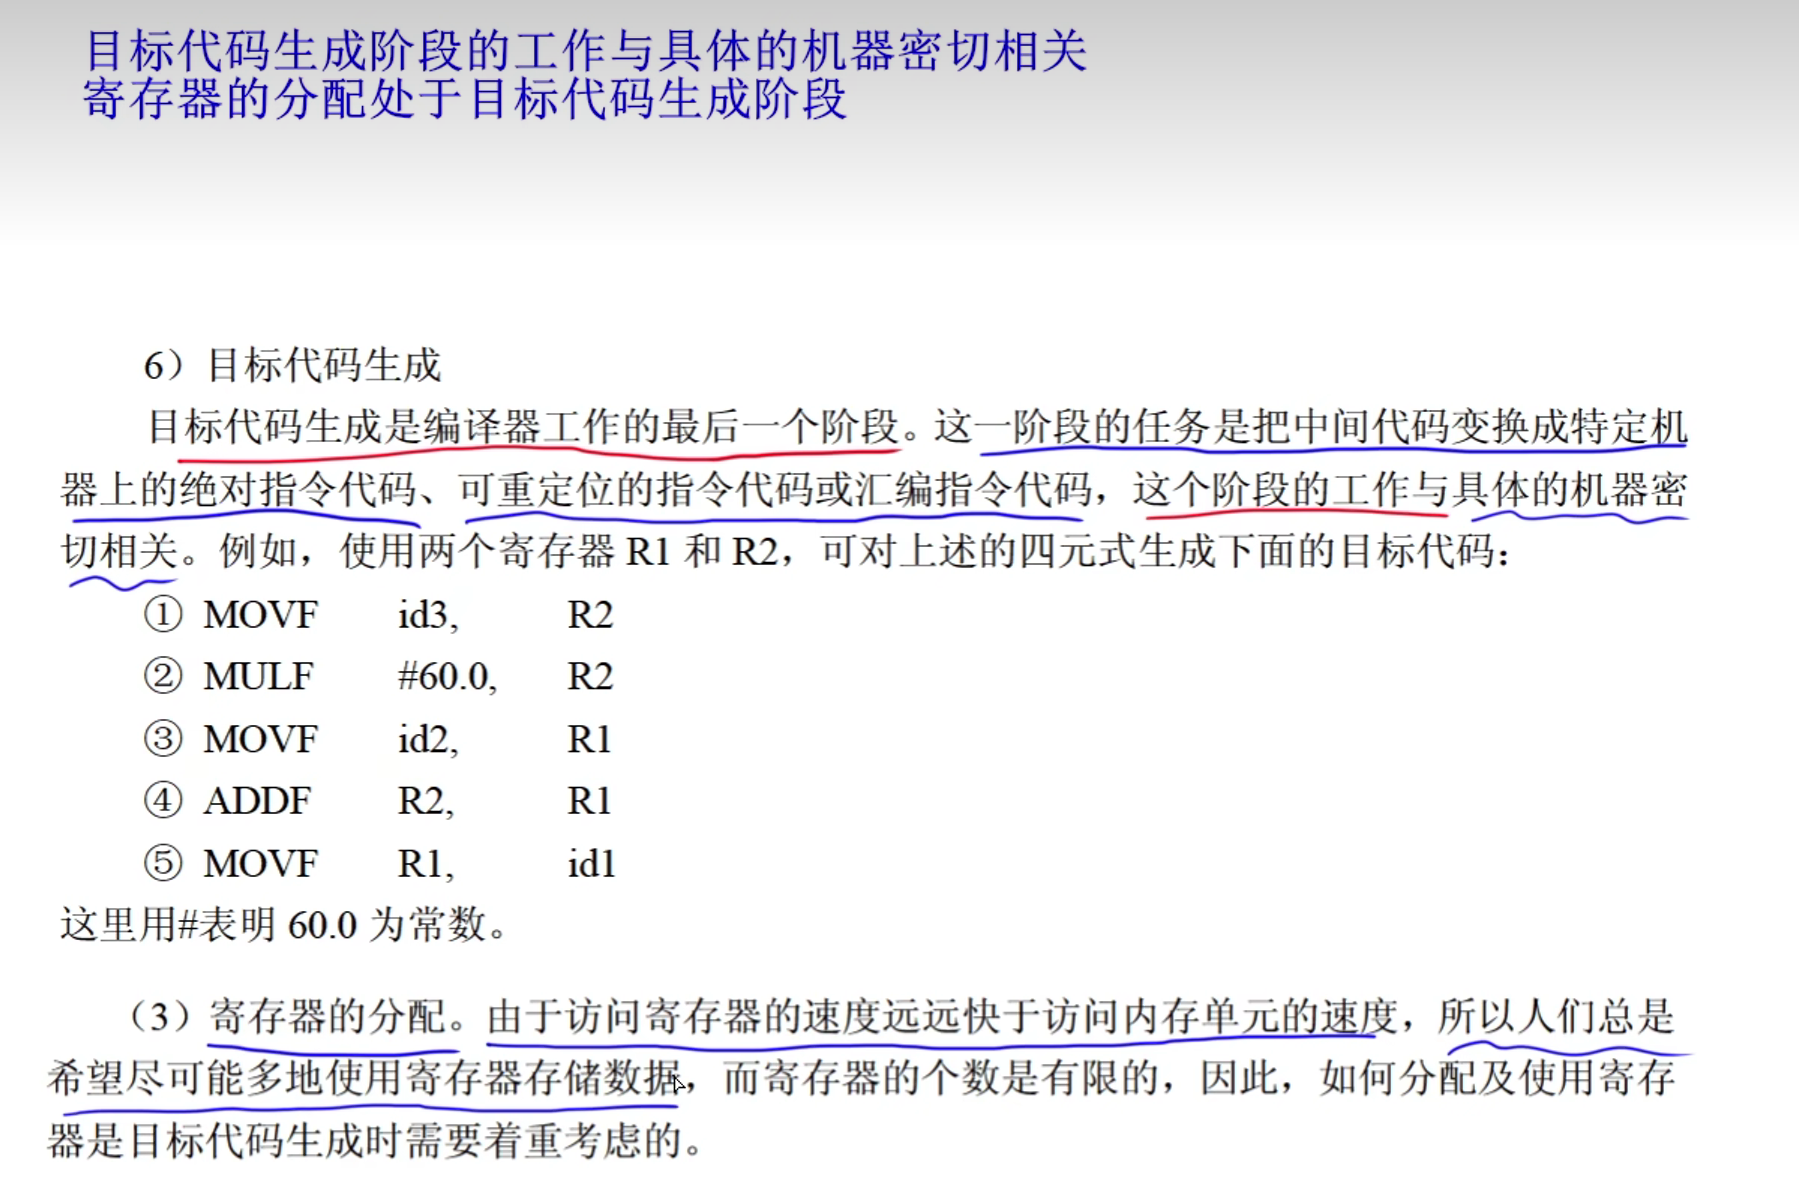 目标代码生成阶段的工作与具体的机器密切相关
寄存器的分配处于目标代码生成阶段
6）目标代码生成
目标代码生成是编译器工作的最后一个阶段。这一阶段的任务是把中间代码变换成特定机
器上的绝对指令代码、可重定位的指令代码或汇编指令代码，这个阶段的工作与具体的机器密
切相关。例如，使用两个寄存器 R1 和 R2，可对上述的四元式生成下面的目标代码：
① MOVF id3, R2
② MULF #60.0, R2
③ MOVF id2, R1
④ ADDF R2, R1
⑤ MOVF R1, id1
这里用#表明 60.0 为常数。
（3）寄存器的分配。由于访问寄存器的速度远远快于访问内存单元的速度，所以人们总是
希望尽可能多地使用寄存器存储数据，而寄存器的个数是有限的，因此，如何分配及使用寄存
器是目标代码生成时需要着重考虑的。